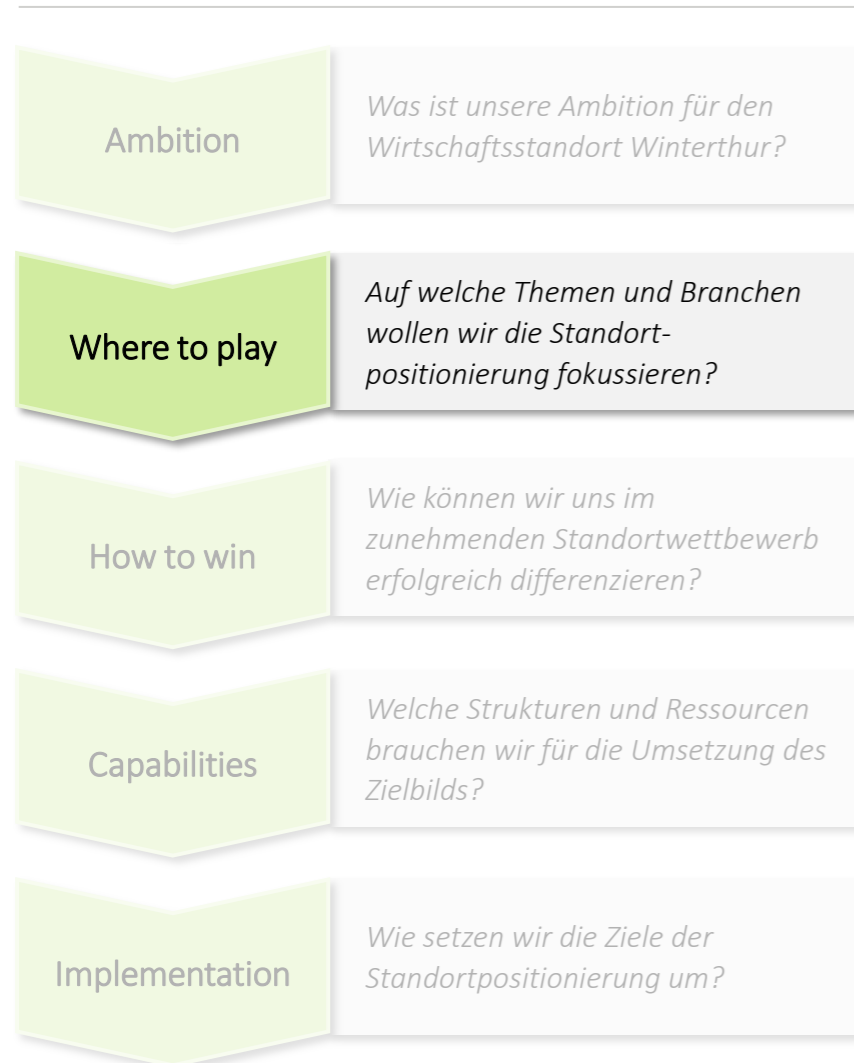 Ambition
Was ist unsere Ambition für den
Wirtschaftsstandort Winterthur?
Where to play
Auf welche Themen und Branchen
wollen wir die Standort-
positionierung fokussieren?
How to win
Wie können wir uns im
zunehmenden Standortwettbewerb
erfolgreich differenzieren?
Capabilities
Welche Strukturen und Ressourcen
brauchen wir für die Umsetzung des
Zielbilds?
Implementation
Wie setzen wir die Ziele der
Standortpositionierung um?